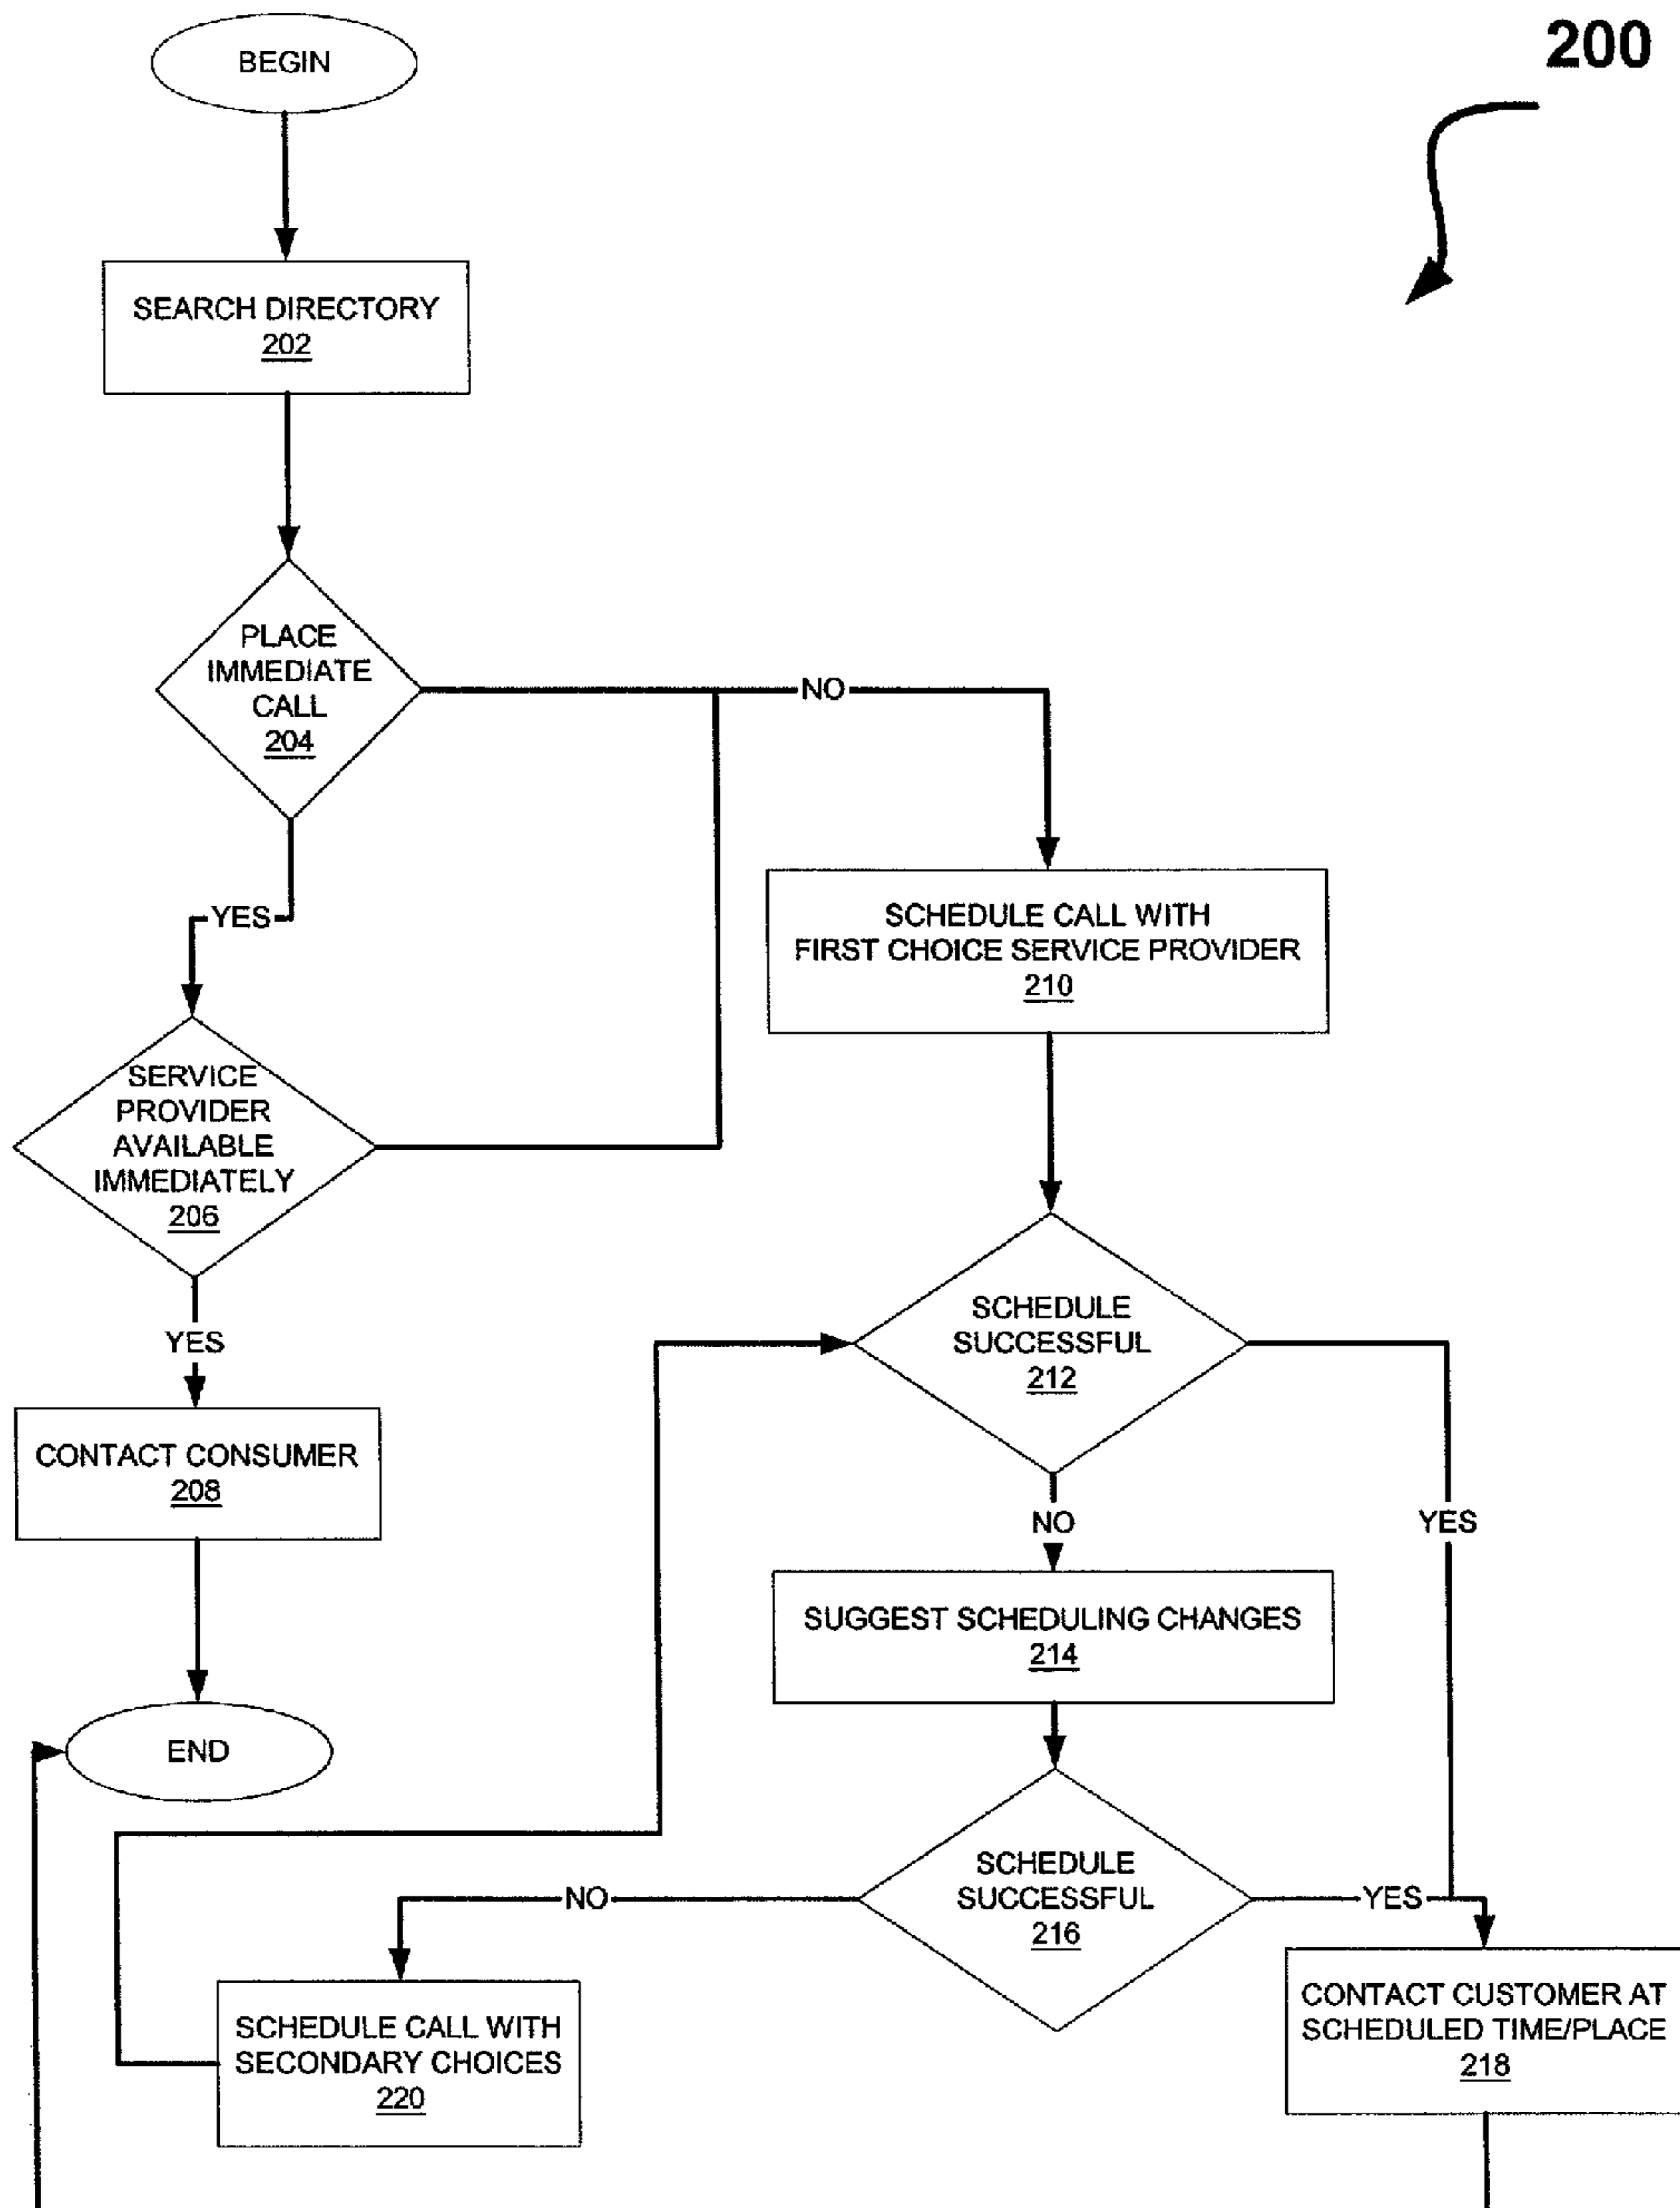 200
BEGIN
SEARCH DIRECTORY
202
PLACE
IMMEDIATE
CALL
204
NO
YES
SCHEDULE CALL WITH
FIRST CHOICE SERVICE PROVIDER
210
SERVICE
PROVIDER
AVAILABLE
IMMEDIATELY
206
YES
SCHEDULE
SUCCESSFUL
212
CONTACT CONSUMER
208
NO
YES
SUGGEST SCHEDULING CHANGES
214
END
SCHEDULE
SUCCESSFUL
216
NO
YES
SCHEDULE CALL WITH
SECONDARY CHOICES
220
CONTACT CUSTOMER AT
SCHEDULED TIME/PLACE
218